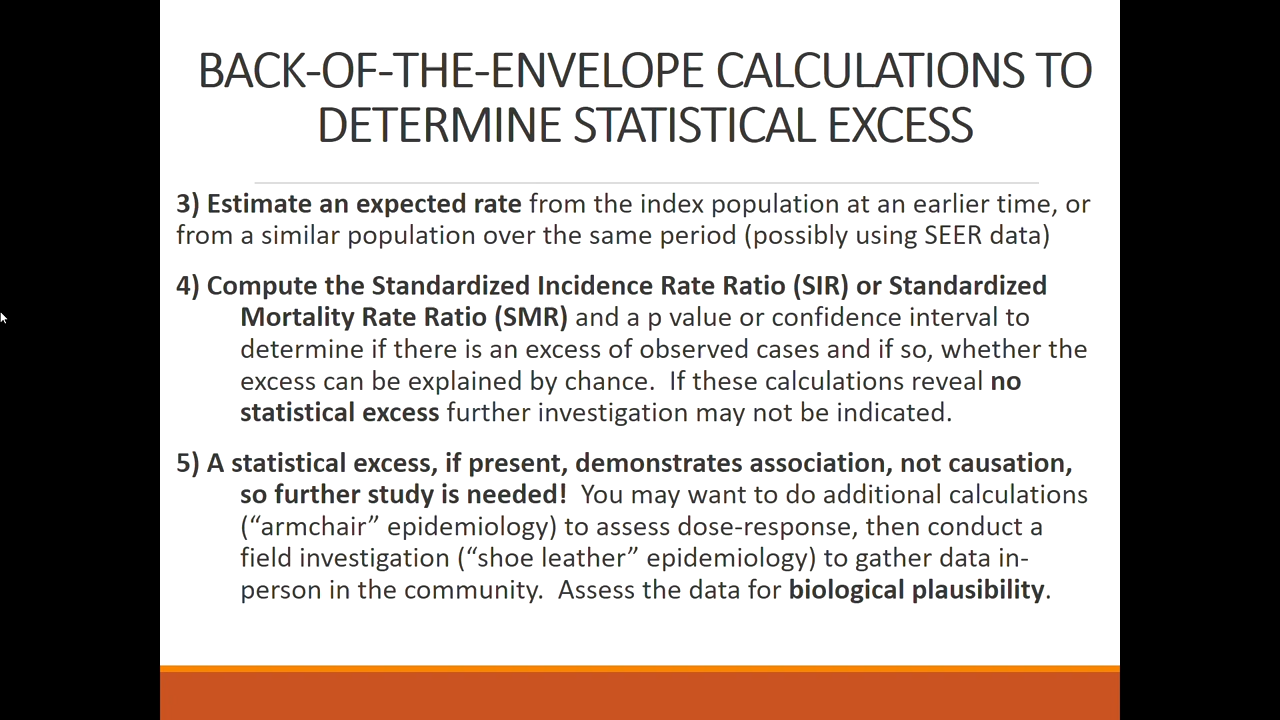 BACK-OF-THE-ENVELOPE CALCULATIONS TO
DETERMINE STATISTICAL EXCESS
3) Estimate an expected rate from the index population at an earlier time, or
from a similar population over the same period (possibly using SEER data)
4) Compute the Standardized Incidence Rate Ratio (SIR) or Standardized
Mortality Rate Ratio (SMR) and a p value or confidence interval to
determine if there is an excess of observed cases and if so, whether the
excess can be explained by chance.  If these calculations reveal no
statistical excess further investigation may not be indicated.
5) A statistical excess, if present, demonstrates association, not causation,
so further study is needed!  You may want to do additional calculations
(“armchair” epidemiology) to assess dose-response, then conduct a
field investigation (“shoe leather” epidemiology) to gather data in-
person in the community.  Assess the data for biological plausibility.